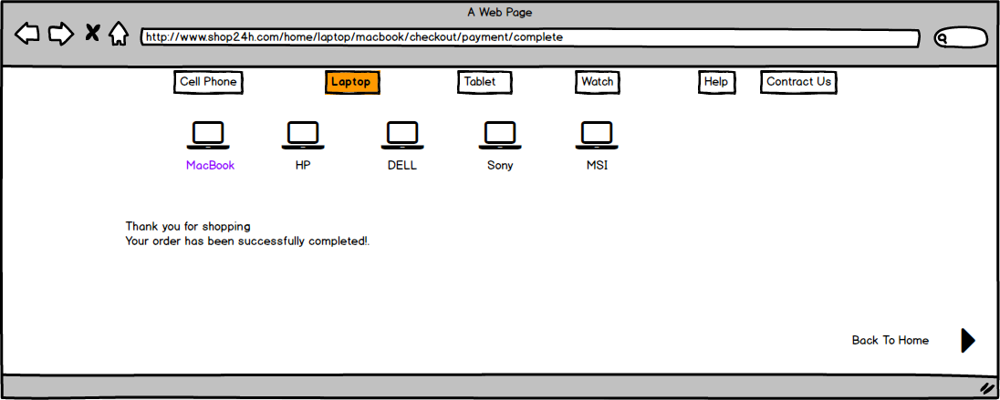 A Web Page
http://www.shop24h.com/home/laptop/macbook/checkout/payment/complete
Cell Phone Laptop Tablet Watch Help Contract Us
MacBook HP DELL Sony MSI
Thank you for shopping
Your order has been successfully completed!.
Back To Home